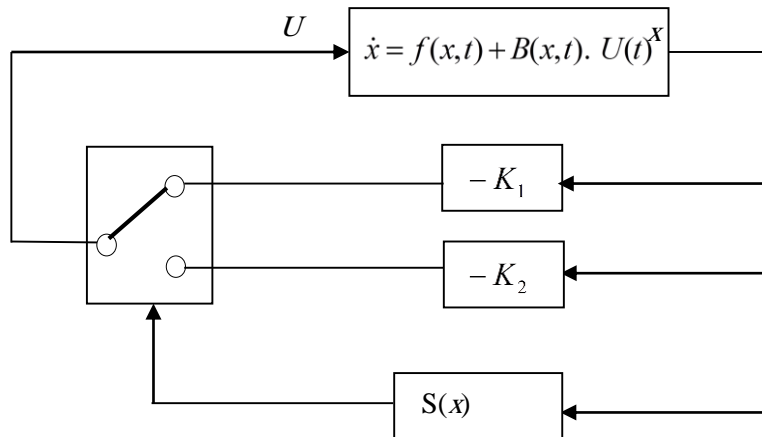 U
ẋ = f(x,t) + B(x,t). U(t)
x
− K₁
− K₂
S(x)